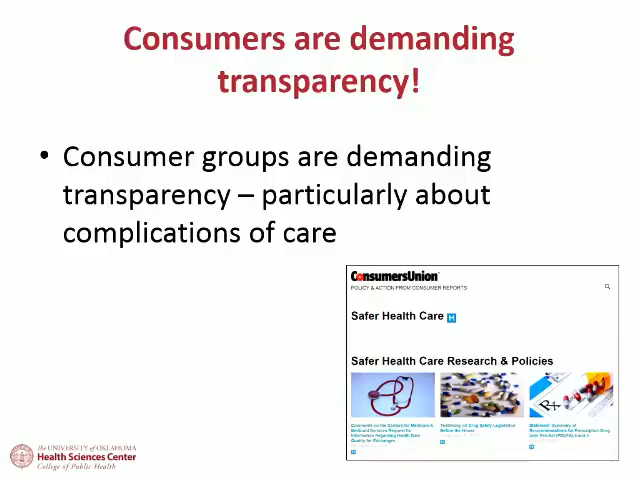 Consumers are demanding
transparency!
• Consumer groups are demanding
transparency – particularly about
complications of care
ConsumersUnion
POLICY & ACTION FROM CONSUMER REPORTS
Safer Health Care H
Safer Health Care Research & Policies
Rx
Comments on the Centers for Medicare &
Medicaid Services Request for
Information Regarding Health Care
Quality for Exchanges
H
Testimony on Drug Safety Legislation
Before the House
H
Statement: Summary of
Recommendations for Prescription Drug
User Fee Act (PDUFA)
H
The UNIVERSITY of OKLAHOMA
Health Sciences Center
College of Public Health